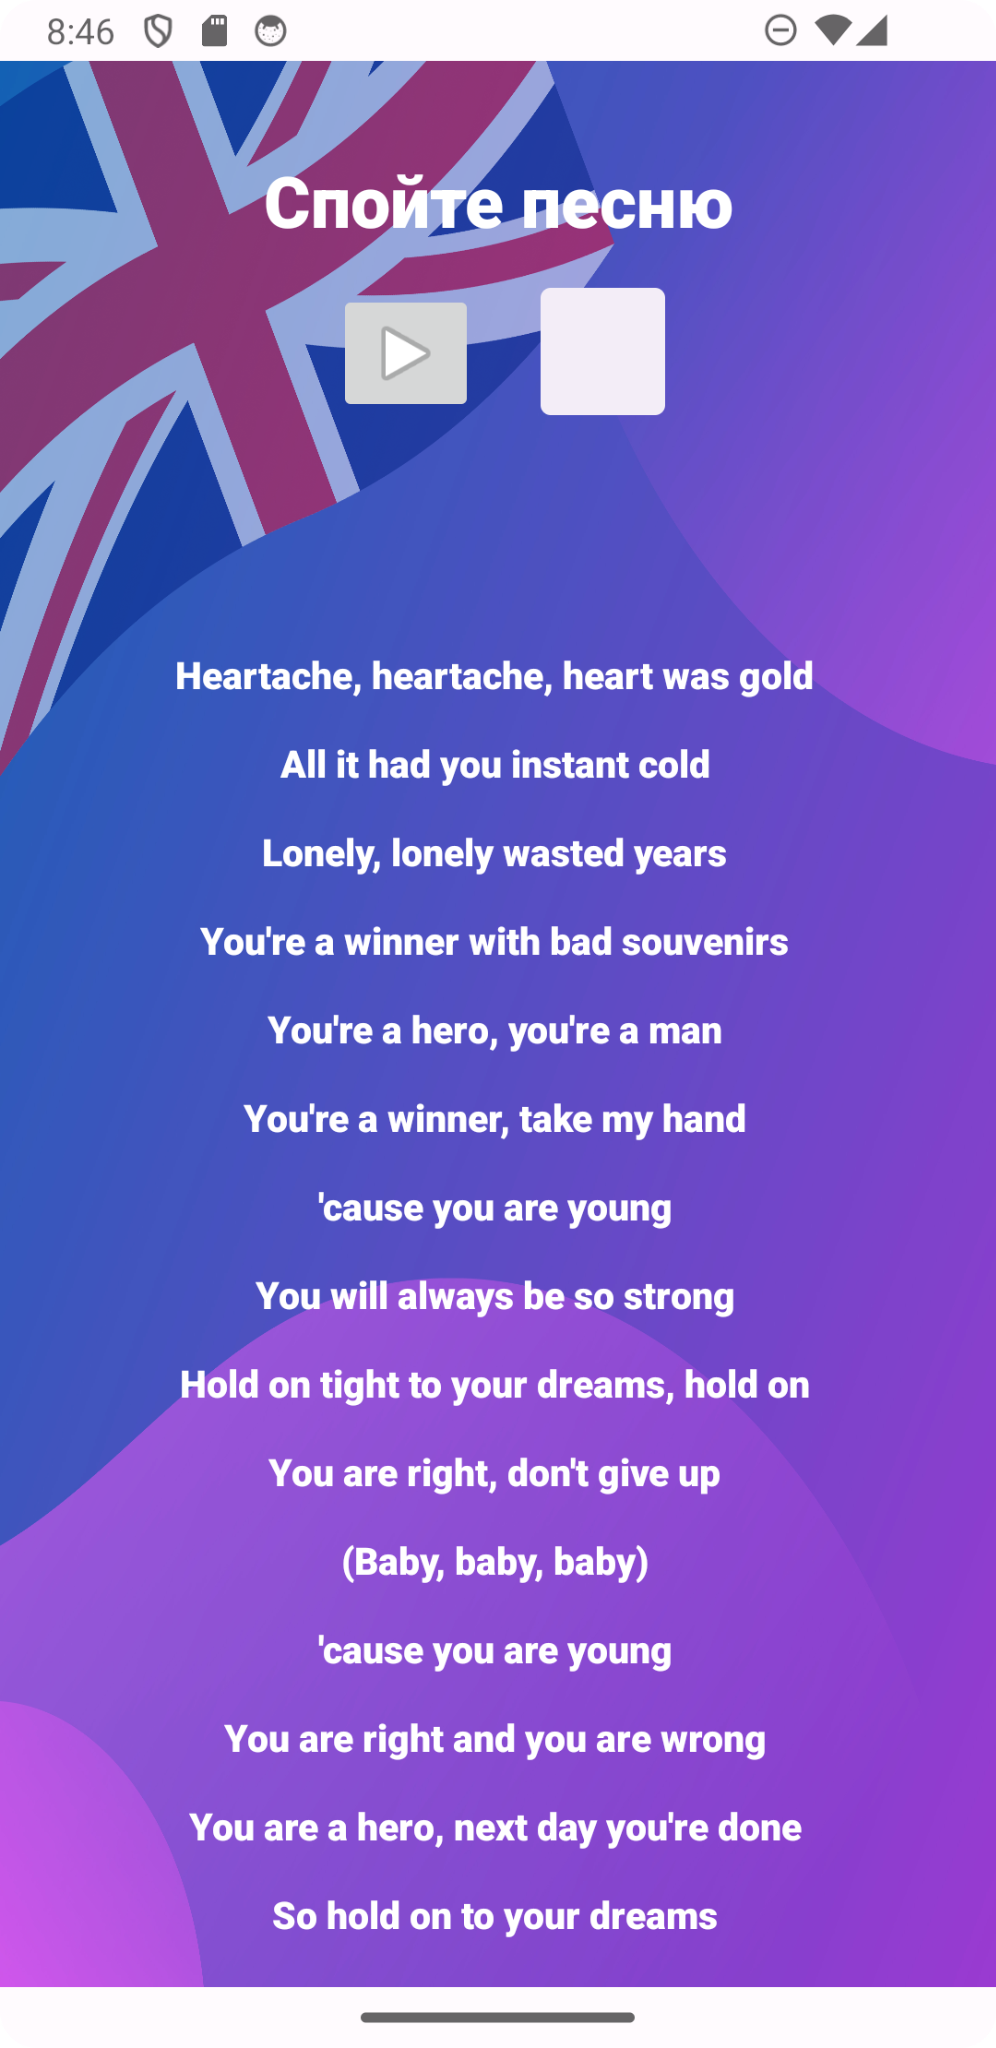 8:46
Спойте песню
Heartache, heartache, heart was gold
All it had you instant cold
Lonely, lonely wasted years
You're a winner with bad souvenirs
You're a hero, you're a man
You're a winner, take my hand
'cause you are young
You will always be so strong
Hold on tight to your dreams, hold on
You are right, don't give up
(Baby, baby, baby)
'cause you are young
You are right and you are wrong
You are a hero, next day you're done
So hold on to your dreams